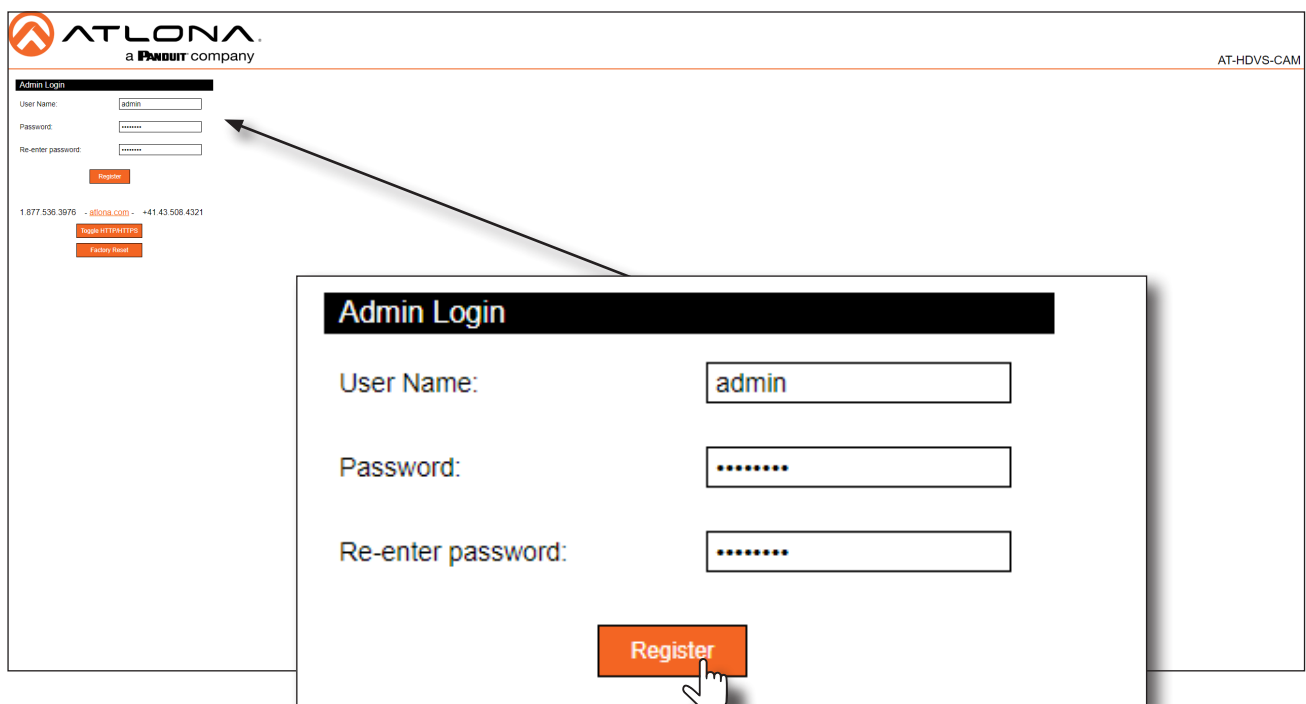 ATLONA.
a PANDUIT company
AT-HDVS-CAM
Admin Login
User Name: admin
Password: ••••••••
Re-enter password: ••••••••
Register
1.877.536.3976 - atlona.com - +41.43.508.4321
Toggle HTTP/HTTPS
Factory Reset
Admin Login
User Name: admin
Password: ••••••••
Re-enter password: ••••••••
Register